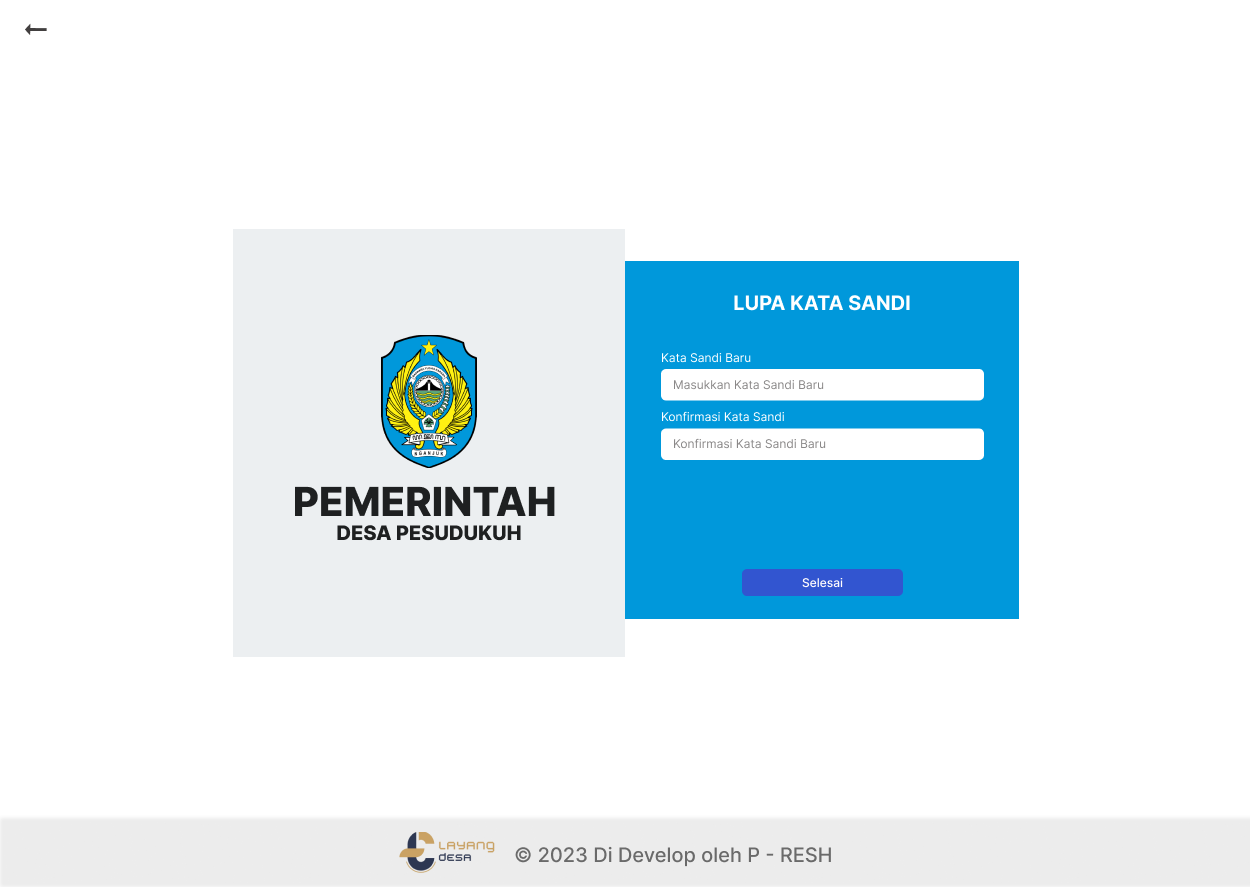 NGANJUK
PEMERINTAH
DESA PESUDUKUH
LUPA KATA SANDI
Kata Sandi Baru
Masukkan Kata Sandi Baru
Konfirmasi Kata Sandi
Konfirmasi Kata Sandi Baru
Selesai
LAYANG
DESA
© 2023 Di Develop oleh P - RESH